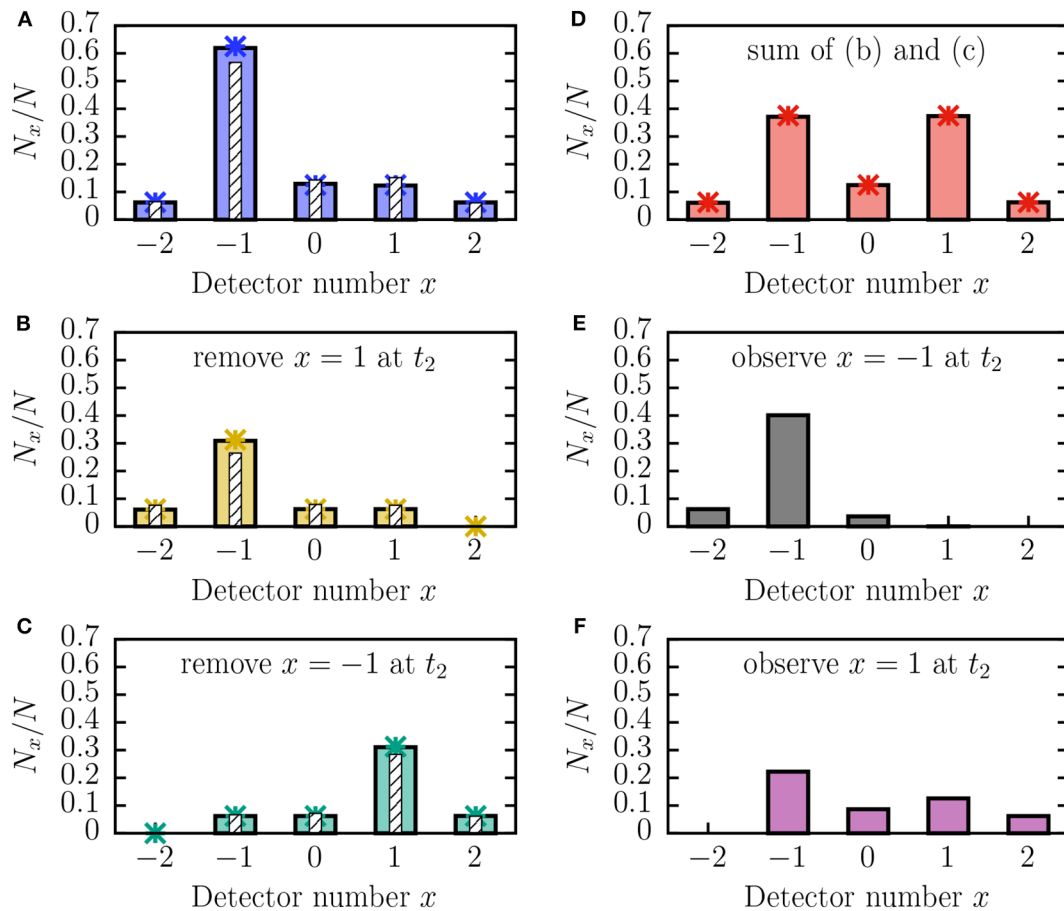 A
0.7
0.6
0.5
0.4
0.3
0.2
0.1
0
N_x/N
−2 −1 0 1 2
Detector number x
D
0.7
0.6
0.5
0.4
0.3
0.2
0.1
0
N_x/N
sum of (b) and (c)
−2 −1 0 1 2
Detector number x
B
0.7
0.6
0.5
0.4
0.3
0.2
0.1
0
N_x/N
remove x = 1 at t_2
−2 −1 0 1 2
Detector number x
E
0.7
0.6
0.5
0.4
0.3
0.2
0.1
0
N_x/N
observe x = −1 at t_2
−2 −1 0 1 2
Detector number x
C
0.7
0.6
0.5
0.4
0.3
0.2
0.1
0
N_x/N
remove x = −1 at t_2
−2 −1 0 1 2
Detector number x
F
0.7
0.6
0.5
0.4
0.3
0.2
0.1
0
N_x/N
observe x = 1 at t_2
−2 −1 0 1 2
Detector number x